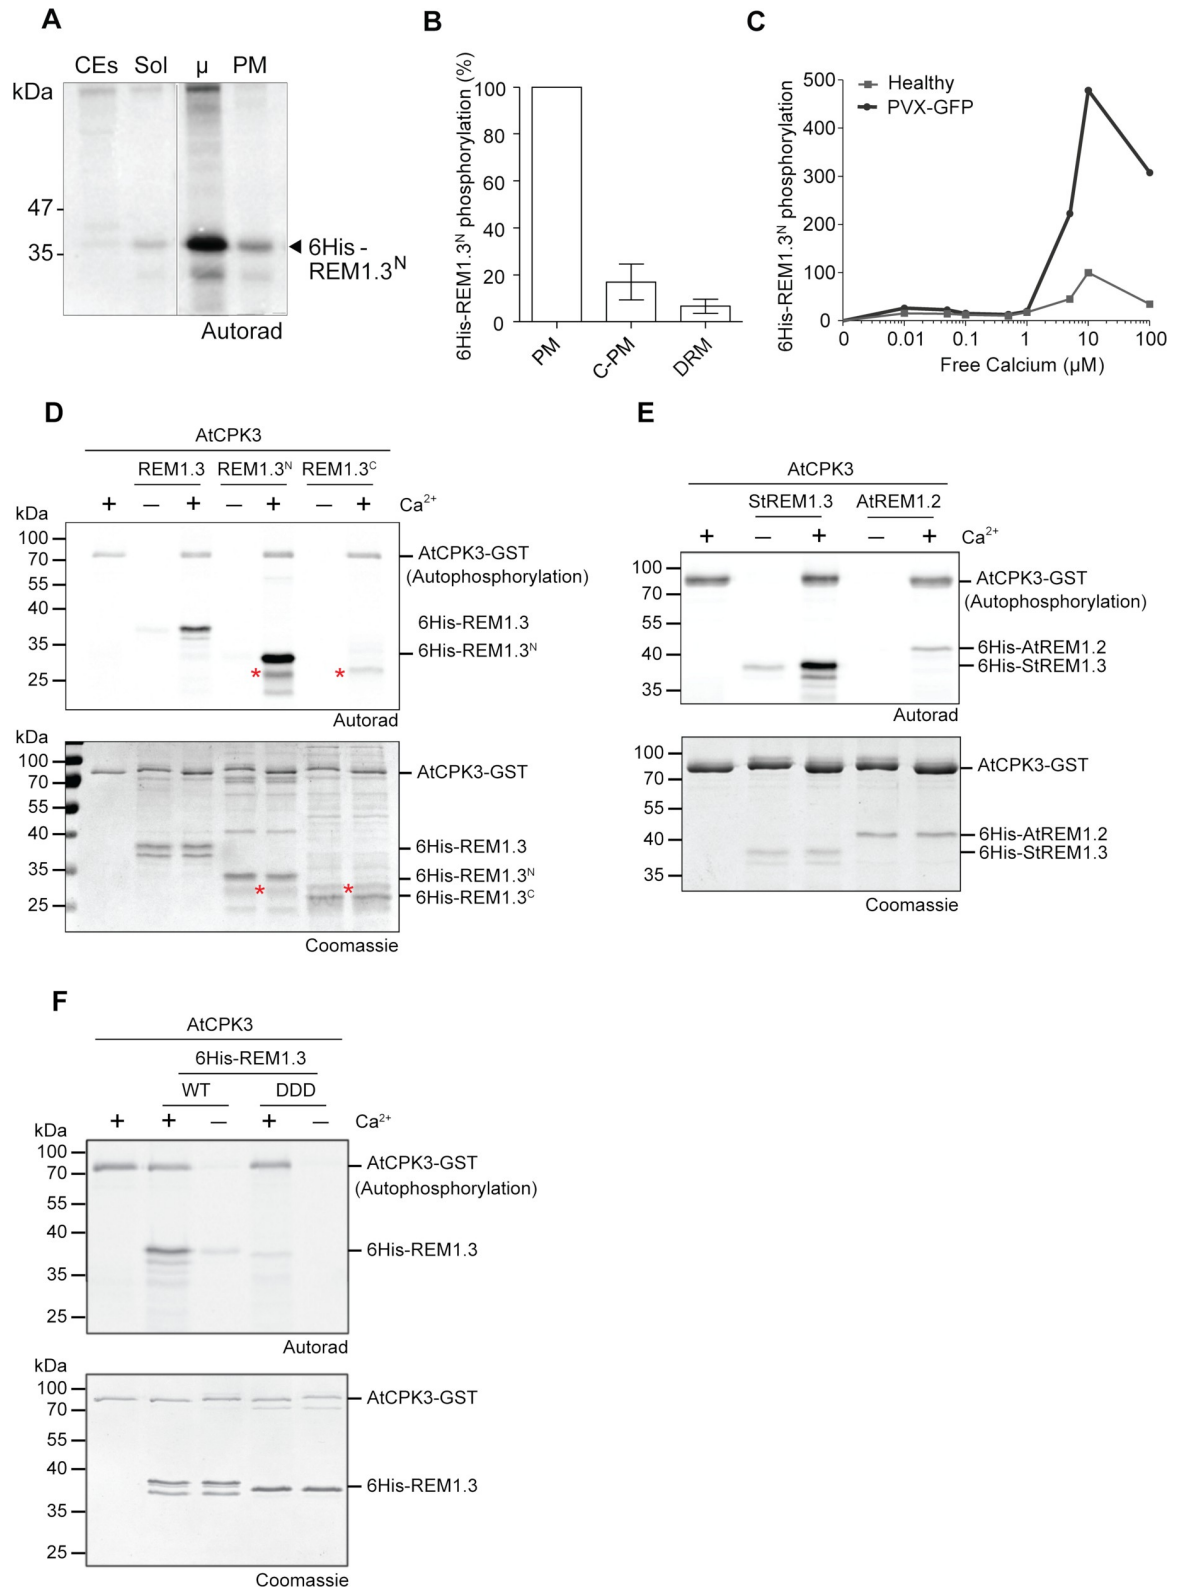 A
CEs Sol µ PM
kDa
47
35
6His-
REM1.3N
Autorad
B
6His-REM1.3N phosphorylation (%)
100
80
60
40
20
0
PM
C-PM
DRM
C
6His-REM1.3N phosphorylation
500
400
300
200
100
0
Healthy
PVX-GFP
0 0.01 0.1 1 10 100
Free Calcium (µM)
D
AtCPK3
REM1.3 REM1.3N REM1.3C
+ – + – + – + Ca2+
kDa
100
70
55
40
35
25
AtCPK3-GST
(Autophosphorylation)
6His-REM1.3
6His-REM1.3N
* *
Autorad
kDa
100
70
55
40
35
25
AtCPK3-GST
6His-REM1.3
6His-REM1.3N
6His-REM1.3C
* *
Coomassie
E
AtCPK3
StREM1.3 AtREM1.2
+ – + – + Ca2+
100
70
55
40
35
AtCPK3-GST
(Autophosphorylation)
6His-AtREM1.2
6His-StREM1.3
Autorad
100
70
55
40
35
AtCPK3-GST
6His-AtREM1.2
6His-StREM1.3
Coomassie
F
AtCPK3
6His-REM1.3
WT DDD
+ + – + – Ca2+
kDa
100
70
55
40
35
25
AtCPK3-GST
(Autophosphorylation)
6His-REM1.3
Autorad
kDa
100
70
55
40
35
25
AtCPK3-GST
6His-REM1.3
Coomassie